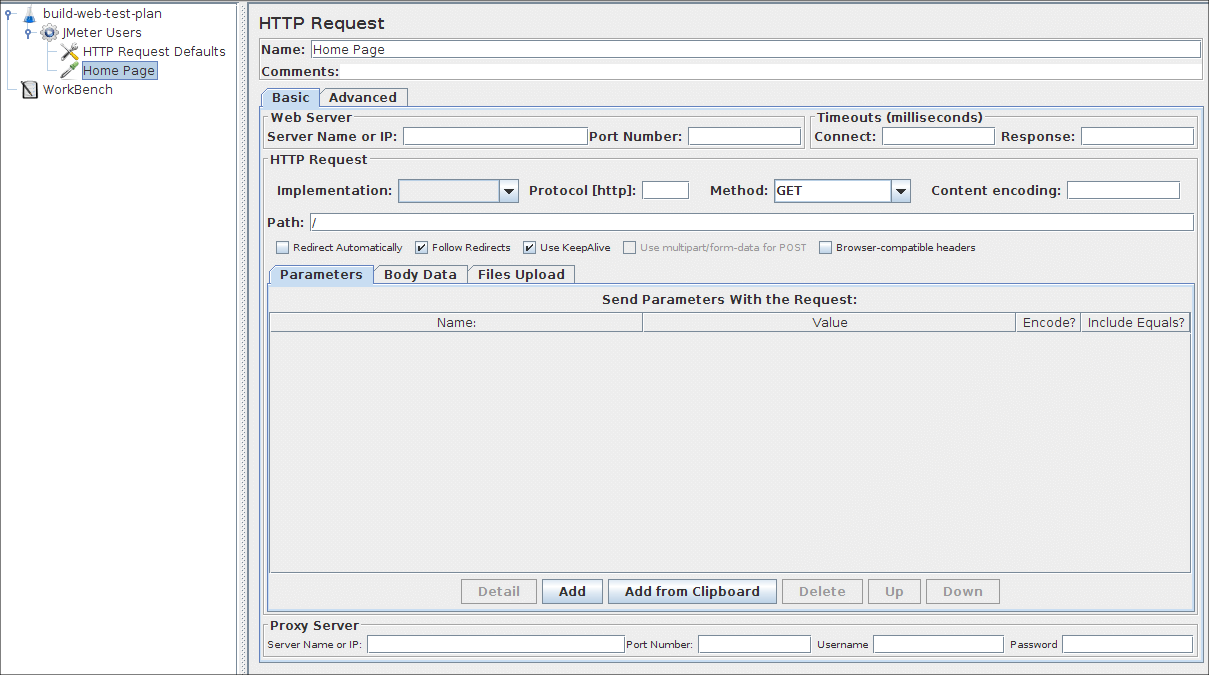 build-web-test-plan
JMeter Users
HTTP Request Defaults
Home Page
WorkBench
HTTP Request
Name: Home Page
Comments:
Basic Advanced
Web Server Timeouts (milliseconds)
Server Name or IP: Port Number: Connect: Response:
HTTP Request
Implementation: Protocol [http]: Method: GET Content encoding:
Path: /
Redirect Automatically Follow Redirects Use KeepAlive Use multipart/form-data for POST Browser-compatible headers
Parameters Body Data Files Upload
Send Parameters With the Request:
Name: Value Encode? Include Equals?
Detail Add Add from Clipboard Delete Up Down
Proxy Server
Server Name or IP: Port Number: Username Password